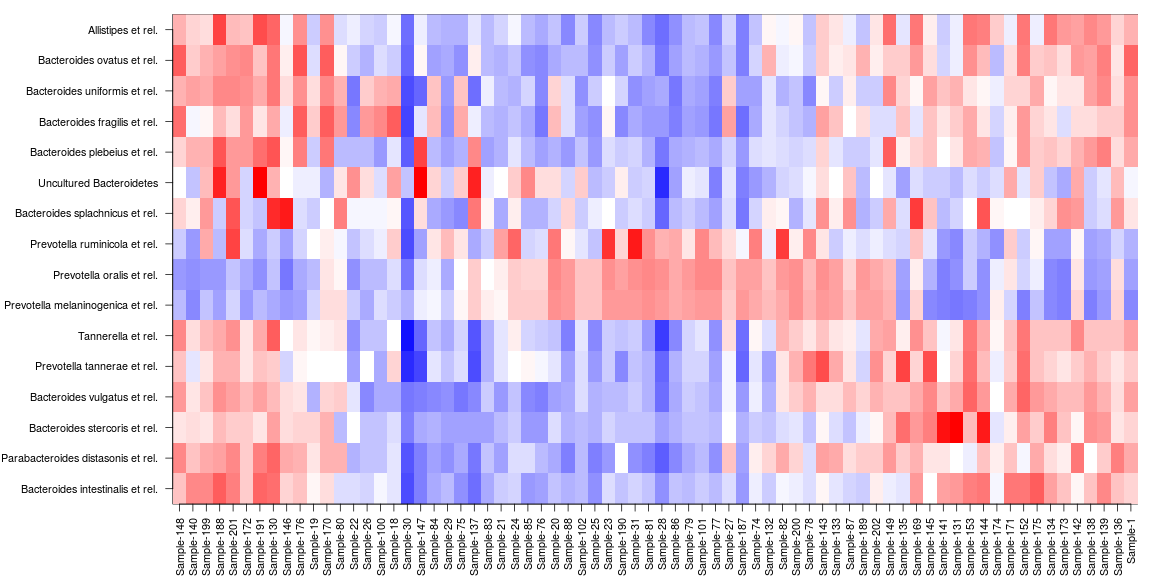 Allistipes et rel.
Bacteroides ovatus et rel.
Bacteroides uniformis et rel.
Bacteroides fragilis et rel.
Bacteroides plebeius et rel.
Uncultured Bacteroidetes
Bacteroides splachnicus et rel.
Prevotella ruminicola et rel.
Prevotella oralis et rel.
Prevotella melaninogenica et rel.
Tannerella et rel.
Prevotella tannerae et rel.
Bacteroides vulgatus et rel.
Bacteroides stercoris et rel.
Parabacteroides distasonis et rel.
Bacteroides intestinalis et rel.
Sample-148
Sample-140
Sample-199
Sample-188
Sample-201
Sample-172
Sample-191
Sample-130
Sample-146
Sample-176
Sample-19
Sample-170
Sample-80
Sample-22
Sample-26
Sample-100
Sample-18
Sample-30
Sample-147
Sample-84
Sample-29
Sample-75
Sample-137
Sample-83
Sample-21
Sample-24
Sample-85
Sample-76
Sample-20
Sample-88
Sample-102
Sample-25
Sample-23
Sample-190
Sample-31
Sample-81
Sample-28
Sample-86
Sample-79
Sample-101
Sample-77
Sample-27
Sample-187
Sample-74
Sample-132
Sample-82
Sample-200
Sample-78
Sample-143
Sample-133
Sample-87
Sample-189
Sample-202
Sample-149
Sample-135
Sample-169
Sample-145
Sample-141
Sample-131
Sample-153
Sample-144
Sample-174
Sample-171
Sample-152
Sample-175
Sample-134
Sample-173
Sample-142
Sample-138
Sample-139
Sample-136
Sample-1